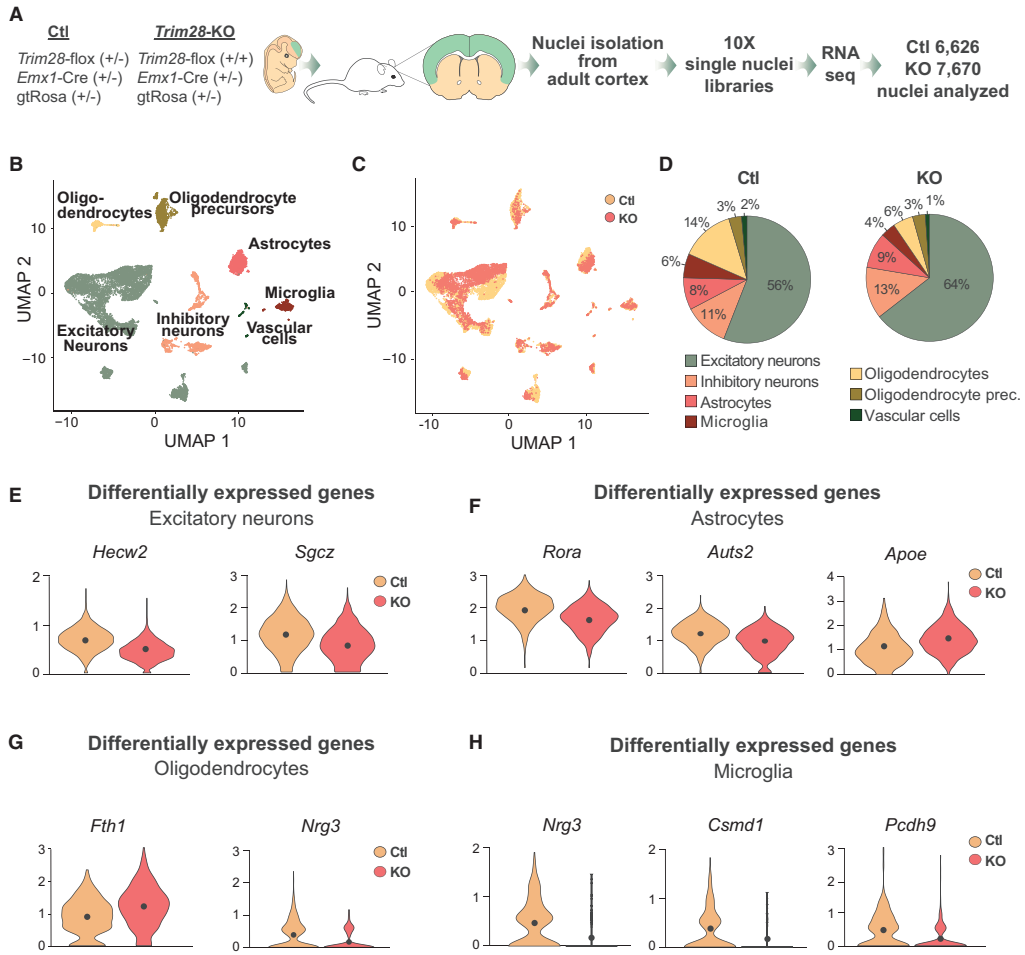 A
Ctl
Trim28-flox (+/-)
Emx1-Cre (+/-)
gtRosa (+/-)
Trim28-KO
Trim28-flox (+/+)
Emx1-Cre (+/-)
gtRosa (+/-)
Nuclei isolation
from
adult cortex
10X
single nuclei
libraries
RNA
seq
Ctl 6,626
KO 7,670
nuclei analyzed
B
UMAP 2
10
0
−10
Oligo-
dendrocytes
Oligodendrocyte
precursors
Astrocytes
Microglia
Inhibitory
neurons
Vascular
cells
Excitatory
Neurons
-10
0
10
UMAP 1
C
UMAP 2
10
0
−10
Ctl
KO
-10
0
10
UMAP 1
D
Ctl
14%
3%
2%
6%
8%
11%
56%
KO
4%
6%
3%
1%
9%
13%
64%
Excitatory neurons
Inhibitory neurons
Astrocytes
Microglia
Oligodendrocytes
Oligodendrocyte prec.
Vascular cells
E
Differentially expressed genes
Excitatory neurons
Hecw2
2
1
0
Sgcz
3
2
1
0
Ctl
KO
F
Differentially expressed genes
Astrocytes
Rora
3
2
1
0
Auts2
3
2
1
0
Apoe
4
3
2
1
0
Ctl
KO
G
Differentially expressed genes
Oligodendrocytes
Fth1
3
2
1
0
Nrg3
3
2
1
0
Ctl
KO
H
Differentially expressed genes
Microglia
Nrg3
2
1
0
Csmd1
2
1
0
Pcdh9
3
2
1
0
Ctl
KO